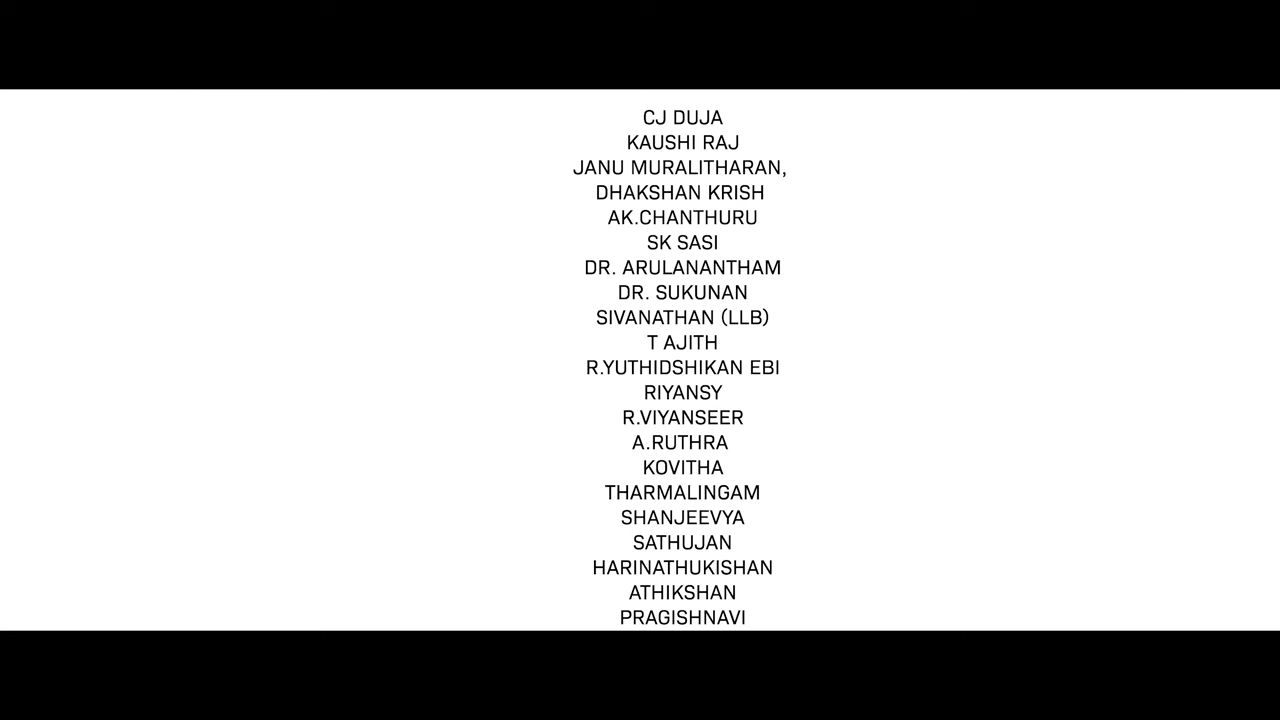 CJ DUJA
KAUSHI RAJ
JANU MURALITHARAN,
DHAKSHAN KRISH
AK.CHANTHURU
SK SASI
DR. ARULANANTHAM
DR. SUKUNAN
SIVANATHAN (LLB)
T AJITH
R.YUTHIDSHIKAN EBI
RIYANSY
R.VIYANSEER
A.RUTHRA
KOVITHA
THARMALINGAM
SHANJEEVYA
SATHUJAN
HARINATHUKISHAN
ATHIKSHAN
PRAGISHNAVI